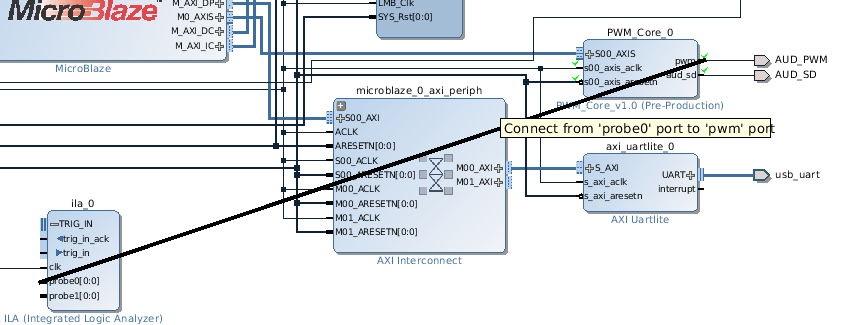 MicroBlaze
M_AXI_DP
M0_AXIS
M_AXI_DC
M_AXI_IC
MicroBlaze
LMB_Clk
SYS_Rst[0:0]
PWM_Core_0
S00_AXIS
s00_axis_aclk
s00_axis_aresetn
pwm
aud_sd
PWM_Core_v1.0 (Pre-Production)
AUD_PWM
AUD_SD
microblaze_0_axi_periph
S00_AXI
ACLK
ARESETN[0:0]
S00_ACLK
S00_ARESETN[0:0]
M00_ACLK
M00_ARESETN[0:0]
M01_ACLK
M01_ARESETN[0:0]
M00_AXI
M01_AXI
AXI Interconnect
Connect from 'probe0' port to 'pwm' port
axi_uartlite_0
S_AXI
s_axi_aclk
s_axi_aresetn
UART
interrupt
AXI Uartlite
usb_uart
ila_0
TRIG_IN
trig_in_ack
trig_in
clk
probe0[0:0]
probe1[0:0]
ILA (Integrated Logic Analyzer)